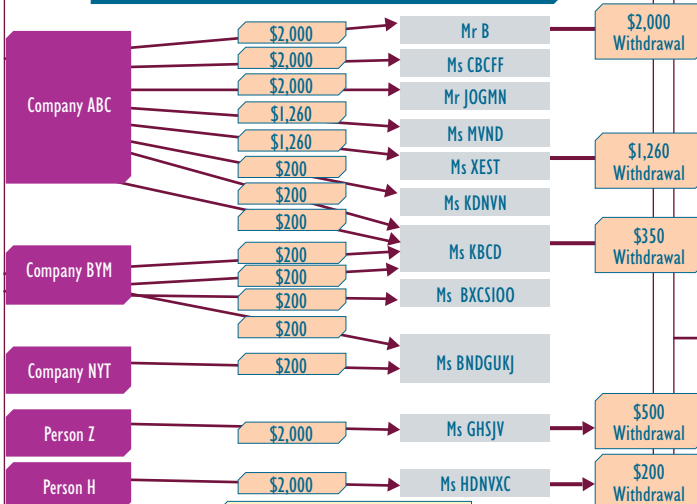 Company ABC
Company BYM
Company NYT
Person Z
Person H
$2,000
$2,000
$2,000
$1,260
$1,260
$200
$200
$200
$200
$200
$200
$200
$200
$2,000
$2,000
Mr B
Ms CBCFF
Mr JOGMN
Ms MVND
Ms XEST
Ms KDNVN
Ms KBCD
Ms BXCSIOO
Ms BNDGUKJ
Ms GHSJV
Ms HDNVXC
$2,000
Withdrawal
$1,260
Withdrawal
$350
Withdrawal
$500
Withdrawal
$200
Withdrawal